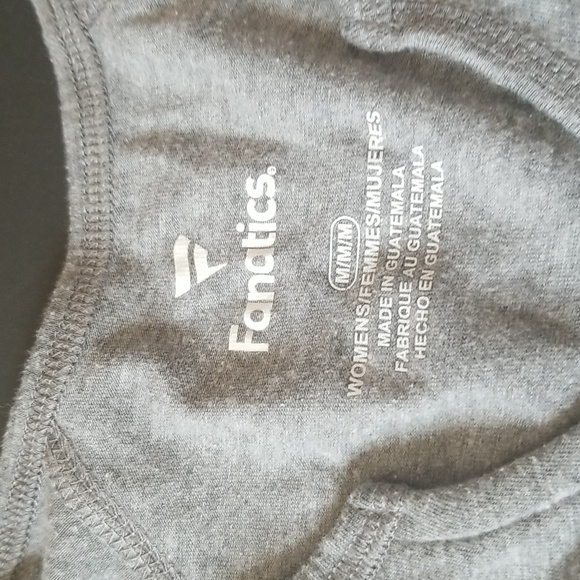 Fanatics®
M/M/M
WOMENS/FEMMES/MUJERES
MADE IN GUATEMALA
FABRIQUE AU GUATEMALA
HECHO EN GUATEMALA